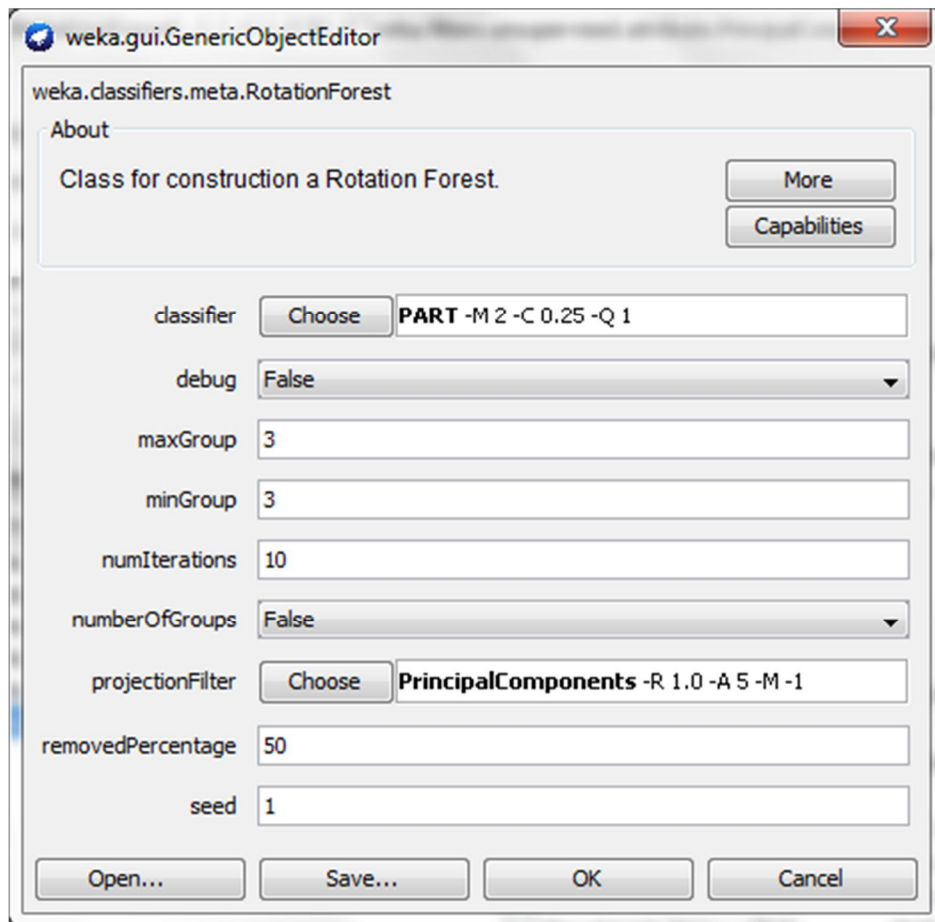 weka.gui.GenericObjectEditor
weka.classifiers.meta.RotationForest
About
Class for construction a Rotation Forest.
More
Capabilities
classifier Choose PART -M 2 -C 0.25 -Q 1
debug False
maxGroup 3
minGroup 3
numIterations 10
numberOfGroups False
projectionFilter Choose PrincipalComponents -R 1.0 -A 5 -M -1
removedPercentage 50
seed 1
Open... Save... OK Cancel